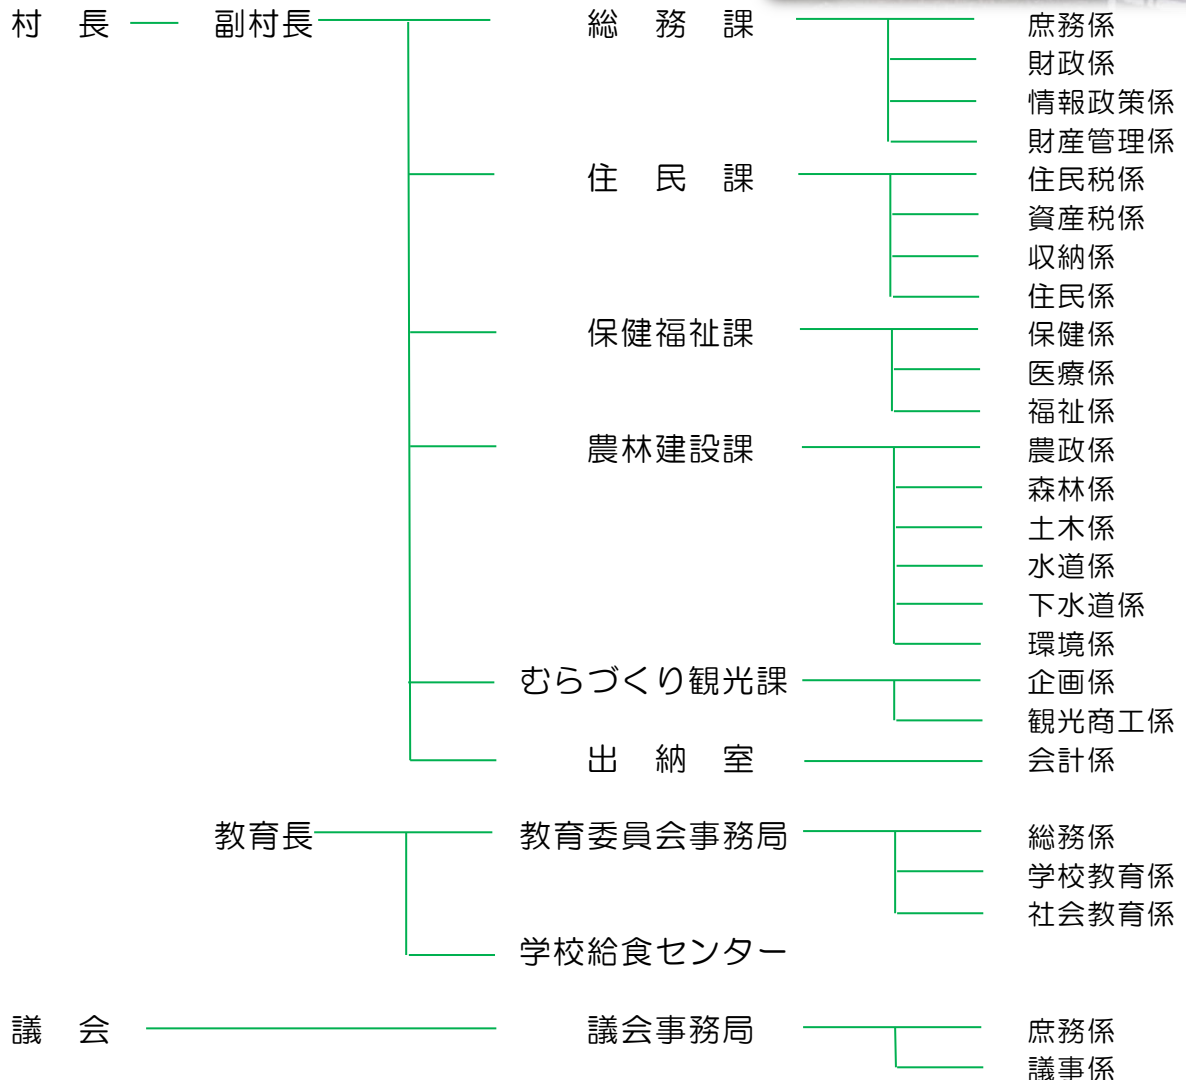 村　長 副村長 総　務　課 庶務係
財政係
情報政策係
財産管理係
住　民　課 住民税係
資産税係
収納係
住民係
保健福祉課 保健係
医療係
福祉係
農林建設課 農政係
森林係
土木係
水道係
下水道係
環境係
むらづくり観光課 企画係
観光商工係
出　納　室 会計係
教育長 教育委員会事務局 総務係
学校教育係
社会教育係
学校給食センター
議　会 議会事務局 庶務係
議事係